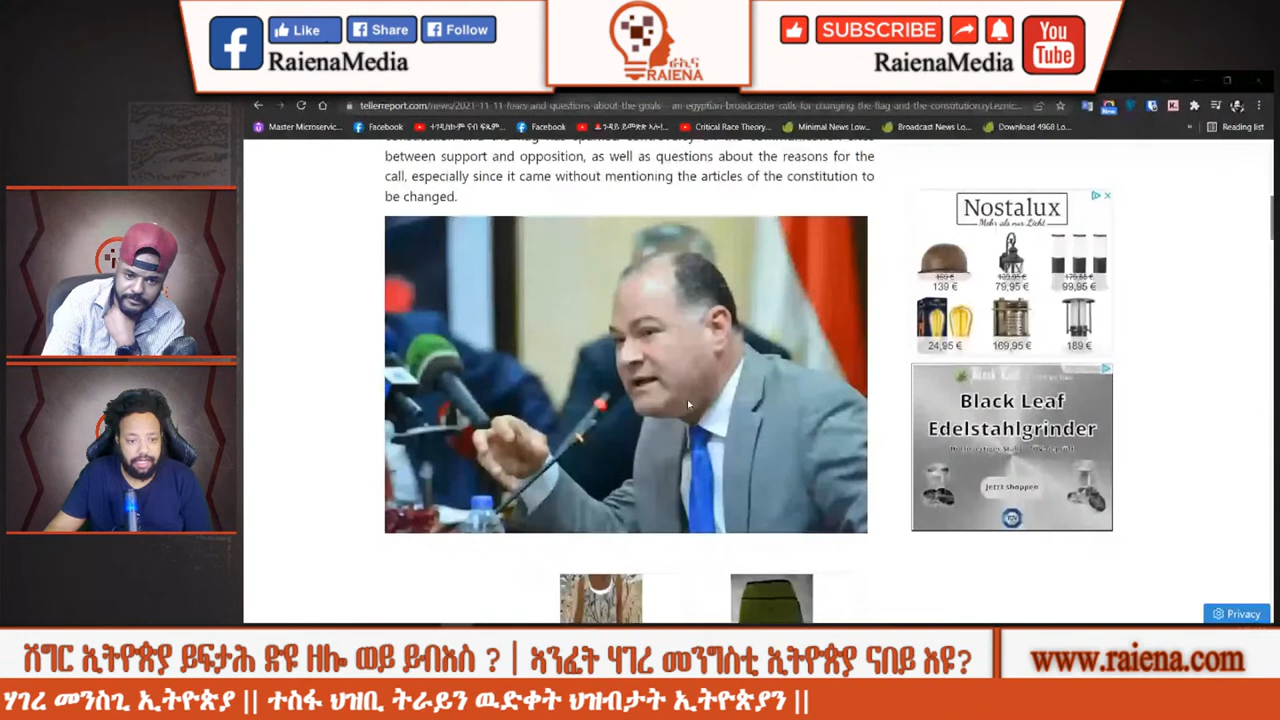 Like
Share
Follow
RaienaMedia
ራኢና
RAIENA
SUBSCRIBE
You
Tube
RaienaMedia
Master Microservic...
Facebook
Facebook
Critical Race Theory...
Minimal News Low...
Broadcast News Lo...
Download 4968 Lo...
Reading list
between support and opposition, as well as questions about the reasons for the
call, especially since it came without mentioning the articles of the constitution to
be changed.
Nostalux
Mehr als nur Licht
139 €
79,95 €
99,95 €
24,95 €
169,95 €
189 €
Black Leaf
Edelstahlgrinder
Jetzt shoppen
Privacy
ሽግር ኢትዮጵያ ይፍታሕ ድዩ ዘሎ ወይ ይብእስ ? | ኣንፈት ሃገረ መንግስቲ ኢትዮጵያ ናበይ እዩ?
www.raiena.com
ሃገረ መንግስቲ ኢትዮጵያ || ተስፋ ህዝቢ ትግራይን ዉድቀት ህዝብታት ኢትዮጵያን ||